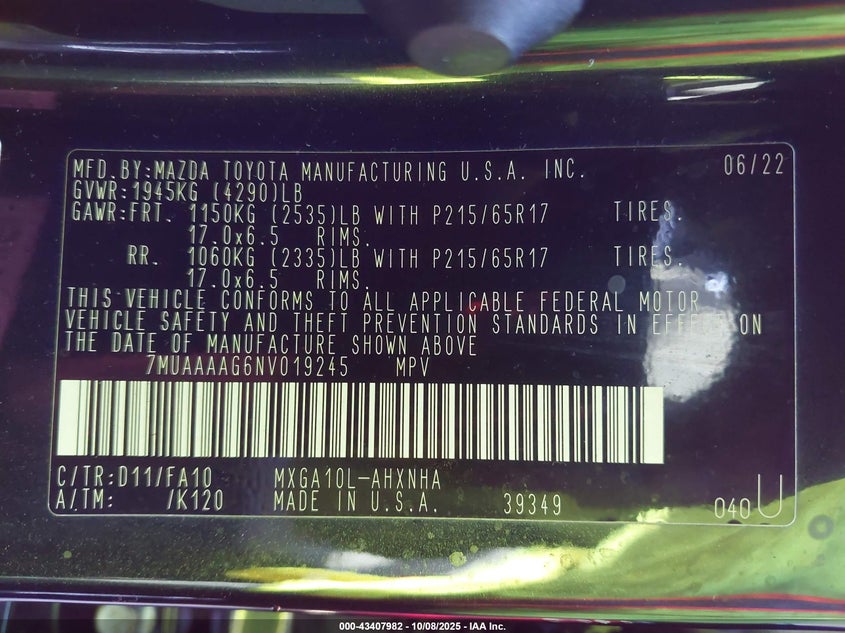 MFD.BY:MAZDA TOYOTA MANUFACTURING U.S.A. INC. 06/22
GVWR:1945KG (4290)LB
GAWR:FRT. 1150KG (2535)LB WITH P215/65R17 TIRES.
17.0x6.5 RIMS.
RR. 1060KG (2335)LB WITH P215/65R17 TIRES.
17.0x6.5 RIMS.
THIS VEHICLE CONFORMS TO ALL APPLICABLE FEDERAL MOTOR
VEHICLE SAFETY AND THEFT PREVENTION STANDARDS IN EFFECT ON
THE DATE OF MANUFACTURE SHOWN ABOVE
7MUAAAAG6NV019245 MPV
C/TR:D11/FA10 MXGA10L-AHXNHA
A/TM: /K120 MADE IN U.S.A. 39349 040U
000-43407982 - 10/08/2025 - IAA Inc.